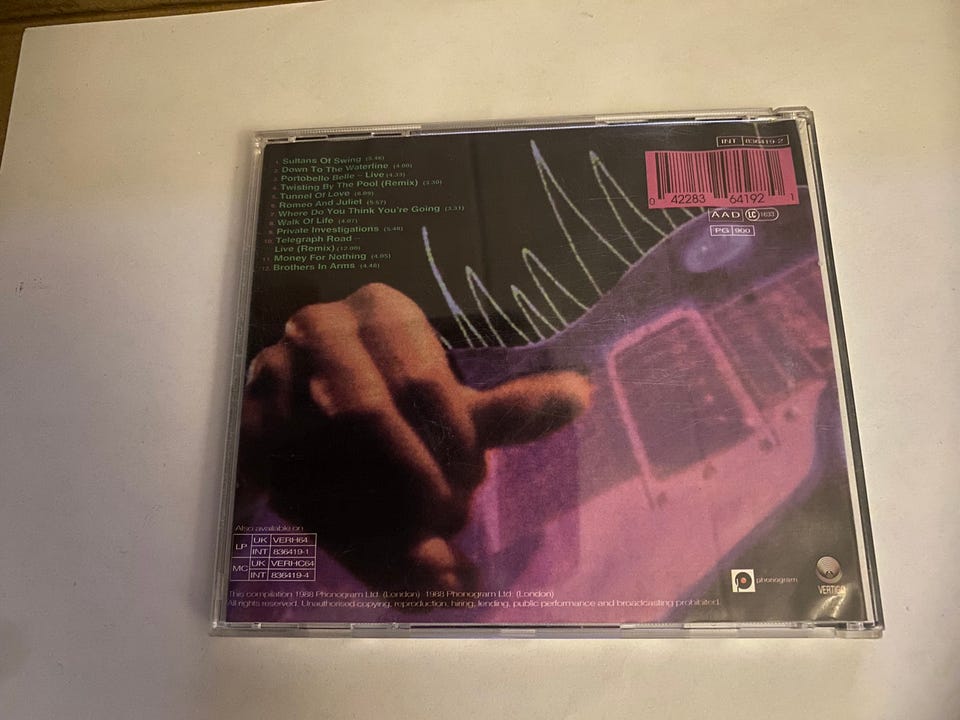 1. Sultans Of Swing (5.46)
2. Down To The Waterline (4.00)
3. Portobello Belle - Live (4.33)
4. Twisting By The Pool (Remix) (3.30)
5. Tunnel Of Love (8.09)
6. Romeo And Juliet (5.57)
7. Where Do You Think You're Going (3.31)
8. Walk Of Life (4.07)
9. Private Investigations (5.48)
10. Telegraph Road -
Live (Remix) (12.00)
11. Money For Nothing (4.05)
12. Brothers In Arms (4.48)
INT 836419-2
0 42283 64192 1
AAD LC 1633
PG 900
Also available on
LP UK VERH64
INT 836419-1
MC UK VERHC64
INT 836419-4
phonogram
VERTIGO
This compilation 1988 Phonogram Ltd. (London) 1988 Phonogram Ltd. (London)
All rights reserved. Unauthorised copying, reproduction, hiring, lending, public performance and broadcasting prohibited.